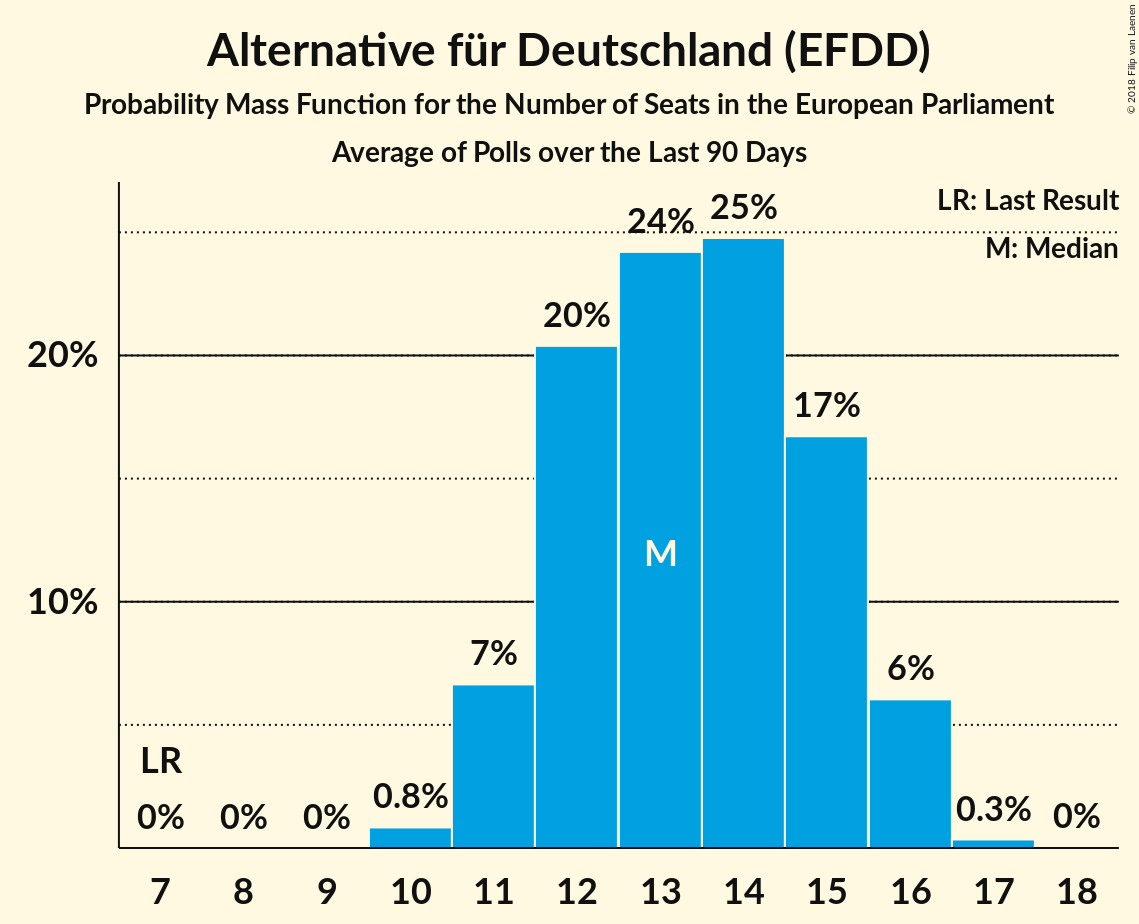 Alternative für Deutschland (EFDD)
Probability Mass Function for the Number of Seats in the European Parliament
Average of Polls over the Last 90 Days
© 2018 Filip van Laenen
LR: Last Result
M: Median
24% 25%
20%
20%
17%
M
10%
7%
6%
LR
0% 0% 0% 0.8% 0.3% 0%
7 8 9 10 11 12 13 14 15 16 17 18